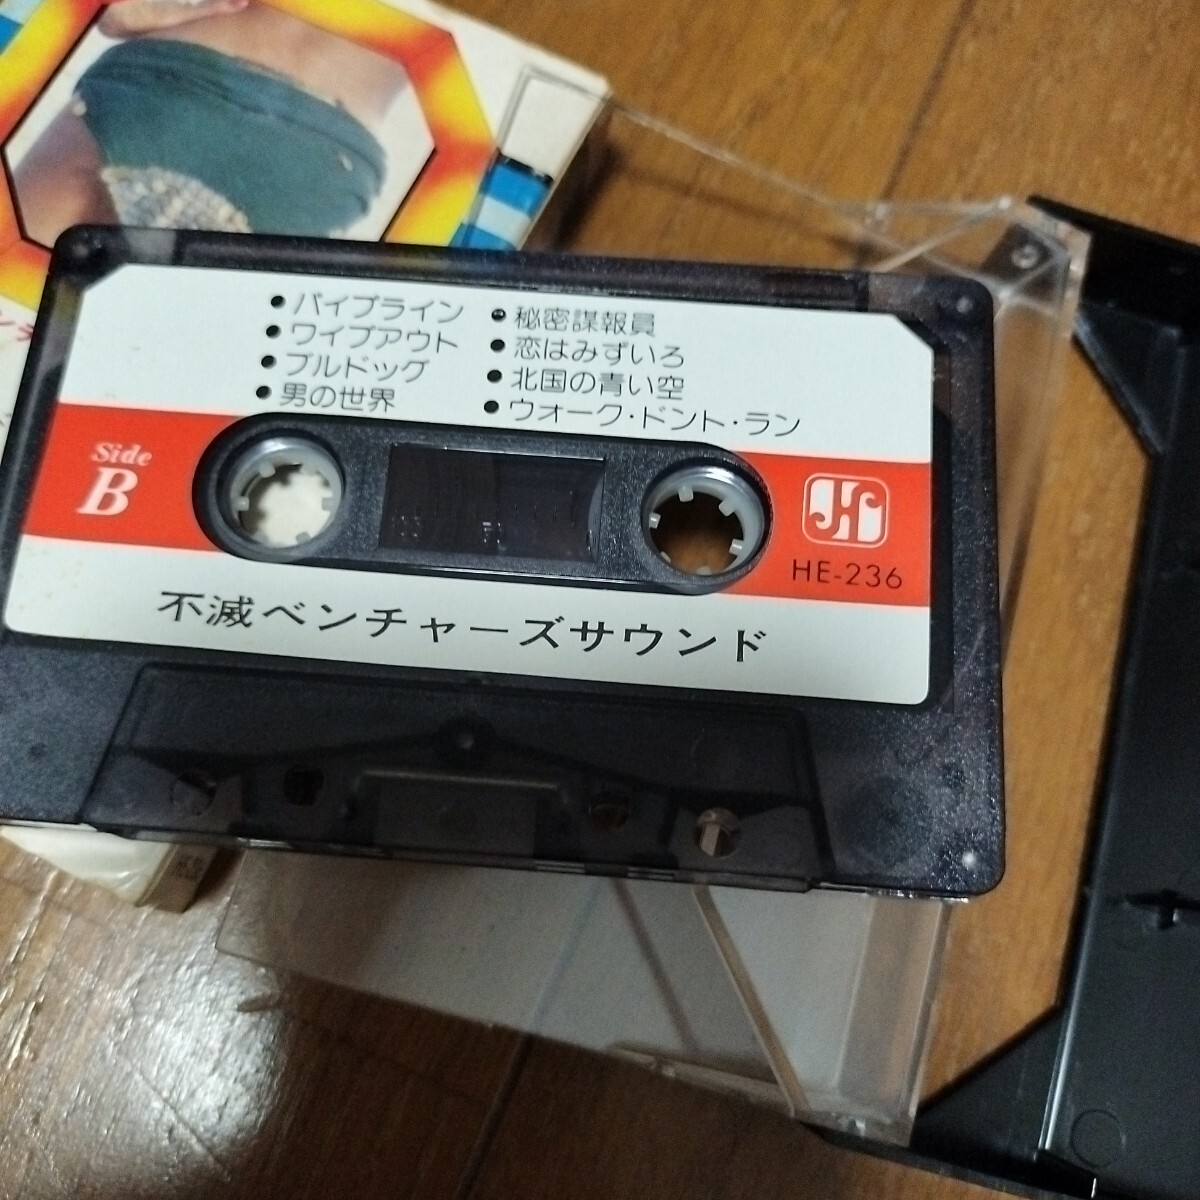 パイプライン
ワイプアウト
ブルドッグ
男の世界
秘密諜報員
恋はみずいろ
北国の青い空
ウォーク・ドント・ラン
Side
B
HE-236
不滅ベンチャーズサウンド